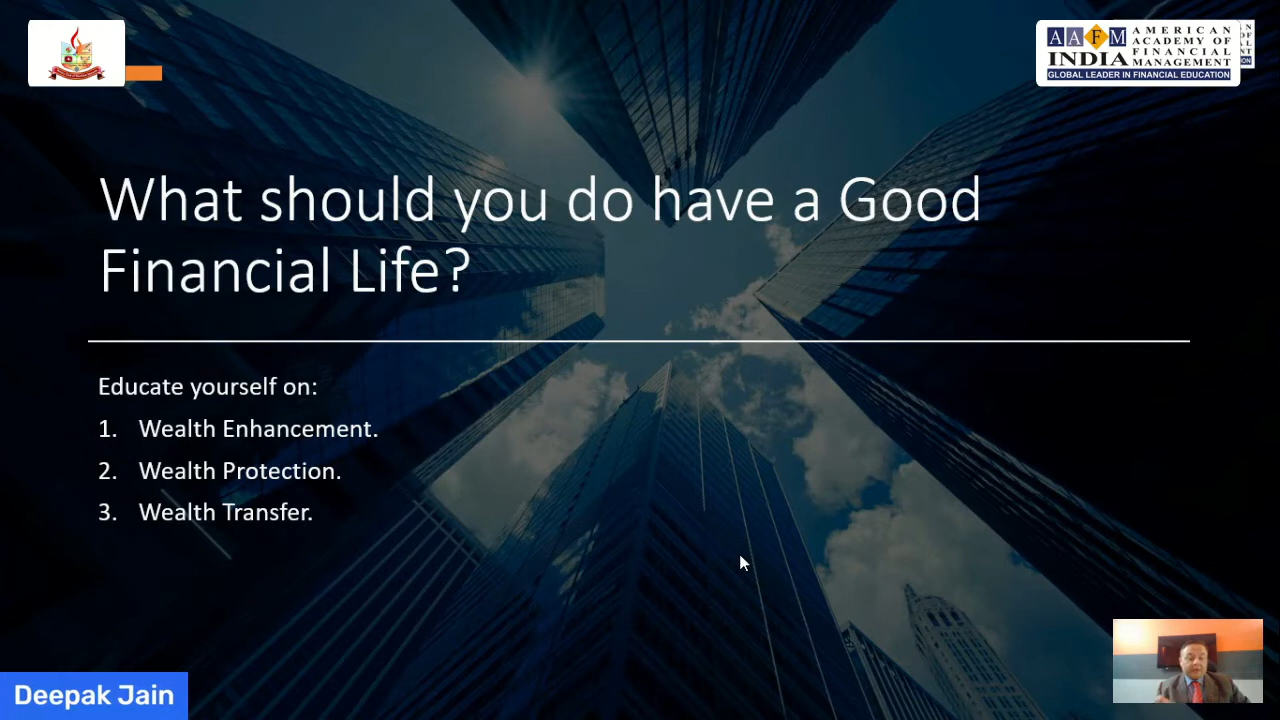 AAFM
INDIA
AMERICAN
ACADEMY OF
FINANCIAL
MANAGEMENT
GLOBAL LEADER IN FINANCIAL EDUCATION
What should you do have a Good
Financial Life?
Educate yourself on:
1. Wealth Enhancement.
2. Wealth Protection.
3. Wealth Transfer.
Deepak Jain